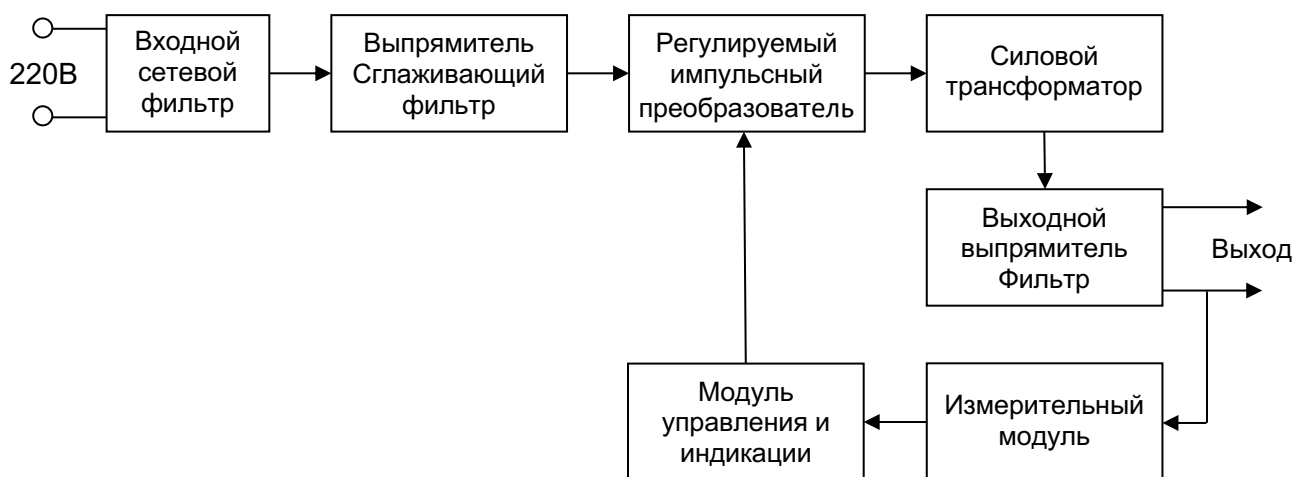 220В
Входной
сетевой
фильтр
Выпрямитель
Сглаживающий
фильтр
Регулируемый
импульсный
преобразователь
Силовой
трансформатор
Выходной
выпрямитель
Фильтр
Выход
Модуль
управления и
индикации
Измерительный
модуль